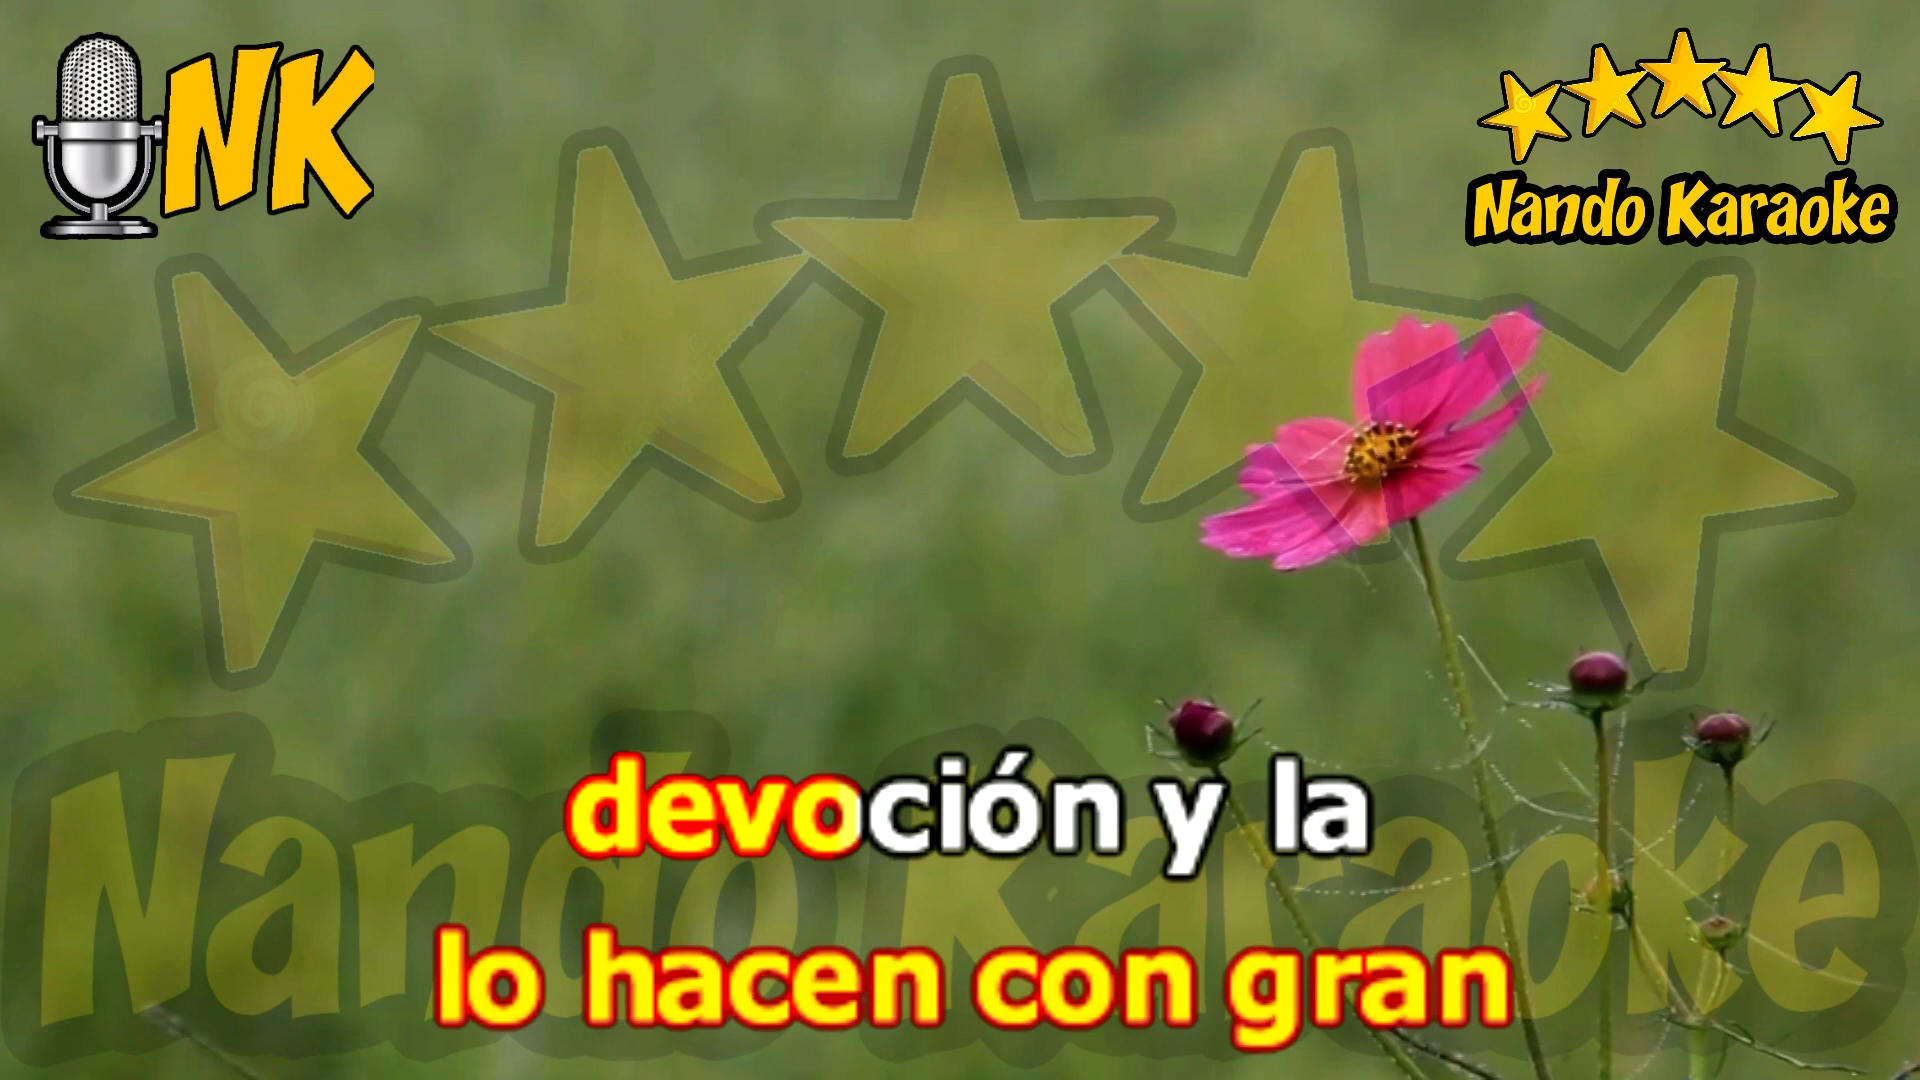 NK
Nando Karaoke
Nando Karaoke
devoción y la
lo hacen con gran